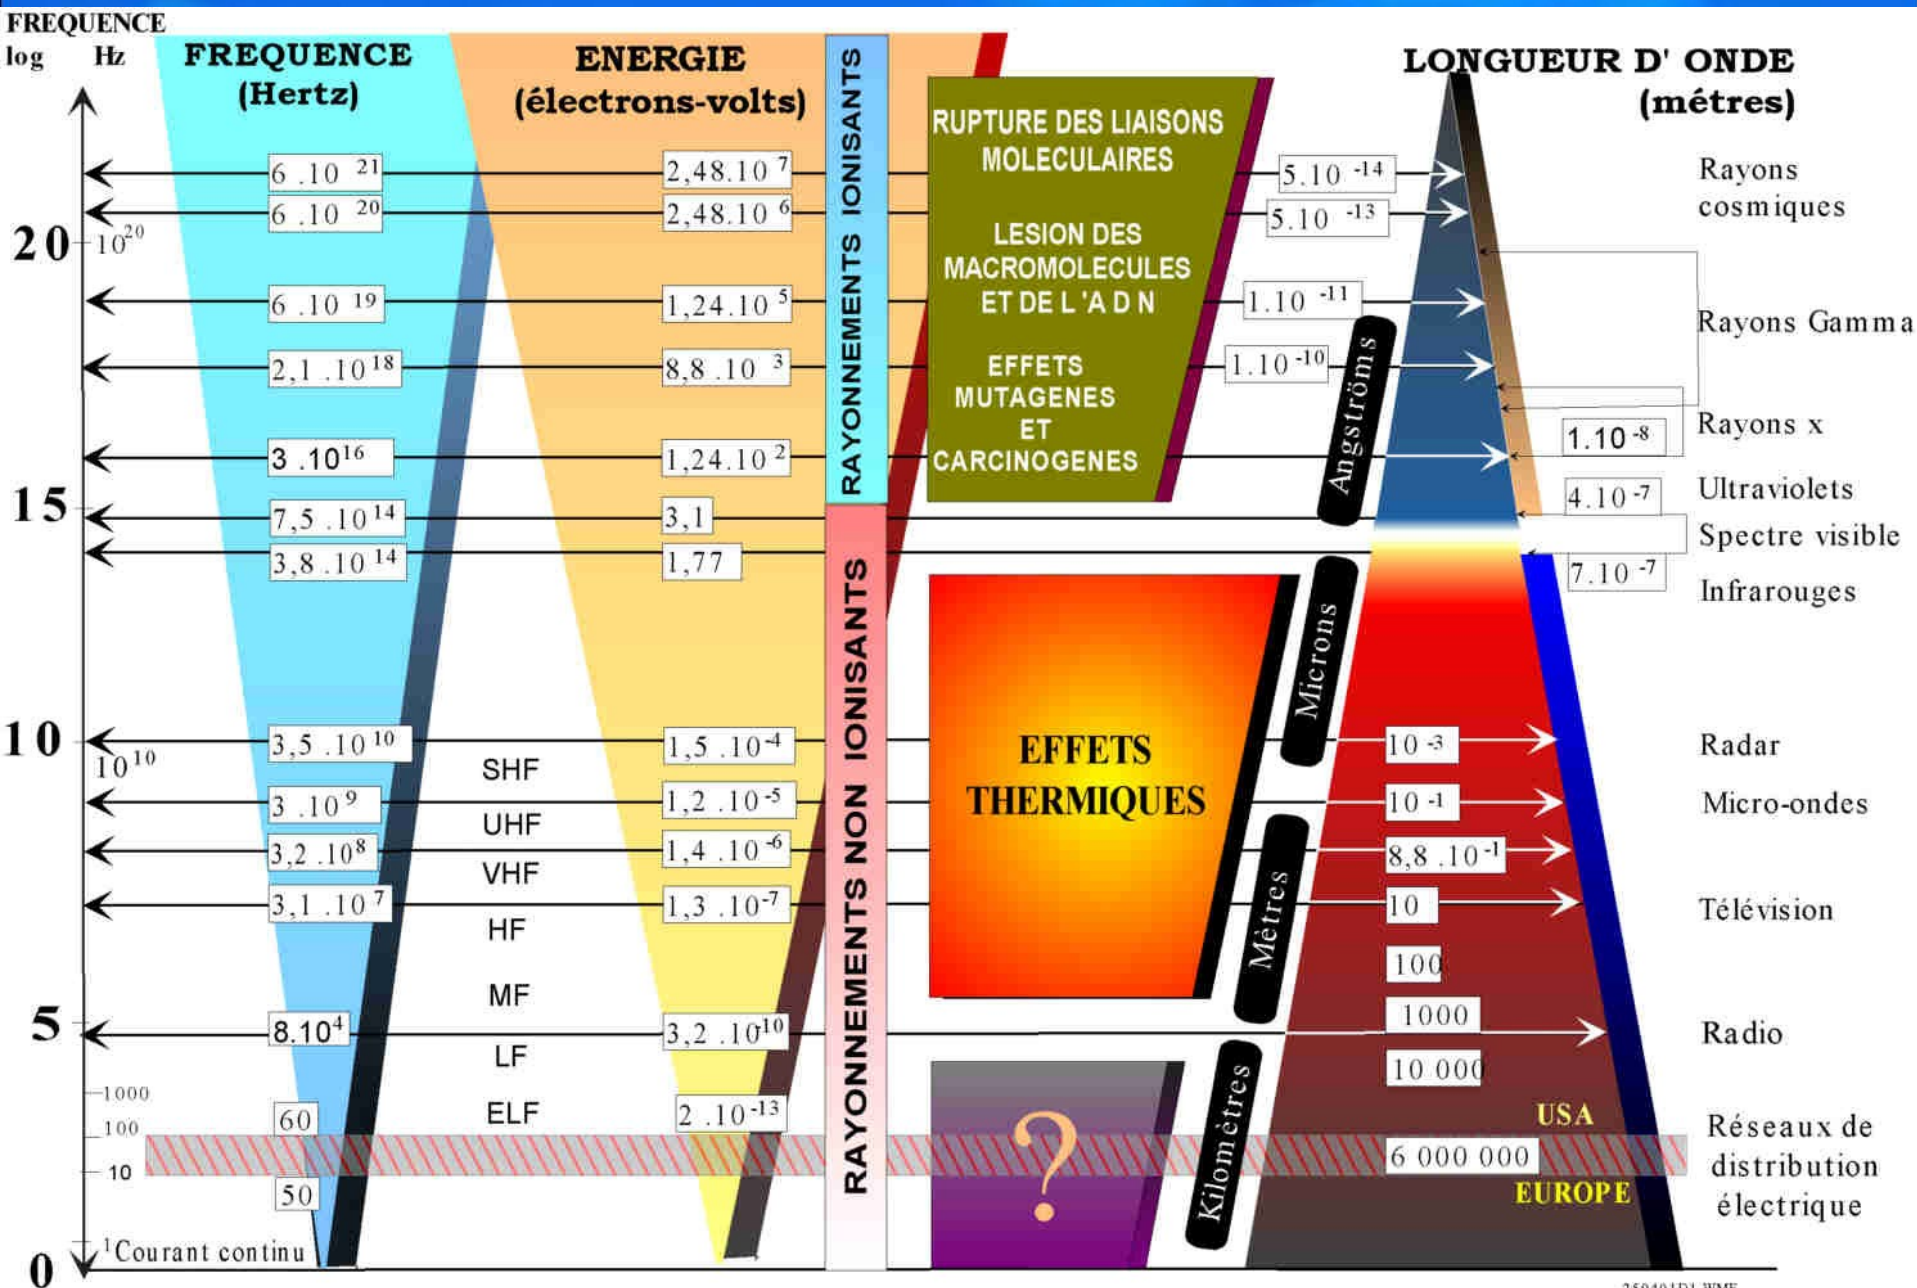 FREQUENCE
log Hz
FREQUENCE
(Hertz)
ENERGIE
(électrons-volts)
LONGUEUR D' ONDE
(métres)
RAYONNEMENTS IONISANTS
RAYONNEMENTS NON IONISANTS
RUPTURE DES LIAISONS
MOLECULAIRES
LESION DES
MACROMOLECULES
ET DE L 'A D N
EFFETS
MUTAGENES
ET
CARCINOGENES
6 .10 21
2,48.10 7
5.10 -14
Rayons
cosmiques
6 .10 20
2,48.10 6
5.10 -13
20
10 20
6 .10 19
1,24.10 5
1.10 -11
Rayons Gamma
2,1 .10 18
8,8 .10 3
1.10 -10
Angströms
Rayons x
3 .10 16
1,24.10 2
1.10 -8
15
7,5 .10 14
3,1
4.10 -7
Ultraviolets
Spectre visible
3,8 .10 14
1,77
7.10 -7
Infrarouges
Microns
EFFETS
THERMIQUES
10
10 10
3,5 .10 10
1,5 .10 -4
10 -3
Radar
SHF
3 .10 9
1,2 .10 -5
10 -1
Micro-ondes
UHF
3,2 .10 8
1,4 .10 -6
8,8 .10 -1
VHF
Mètres
3,1 .10 7
1,3 .10 -7
10
Télévision
HF
100
MF
5
8.10 4
3,2 .10 -10
1000
Radio
LF
10 000
Kilomètres
1000
100
10
60
ELF
2 .10 -13
?
USA
6 000 000
EUROPE
Réseaux de
distribution
électrique
50
1 Courant continu
0